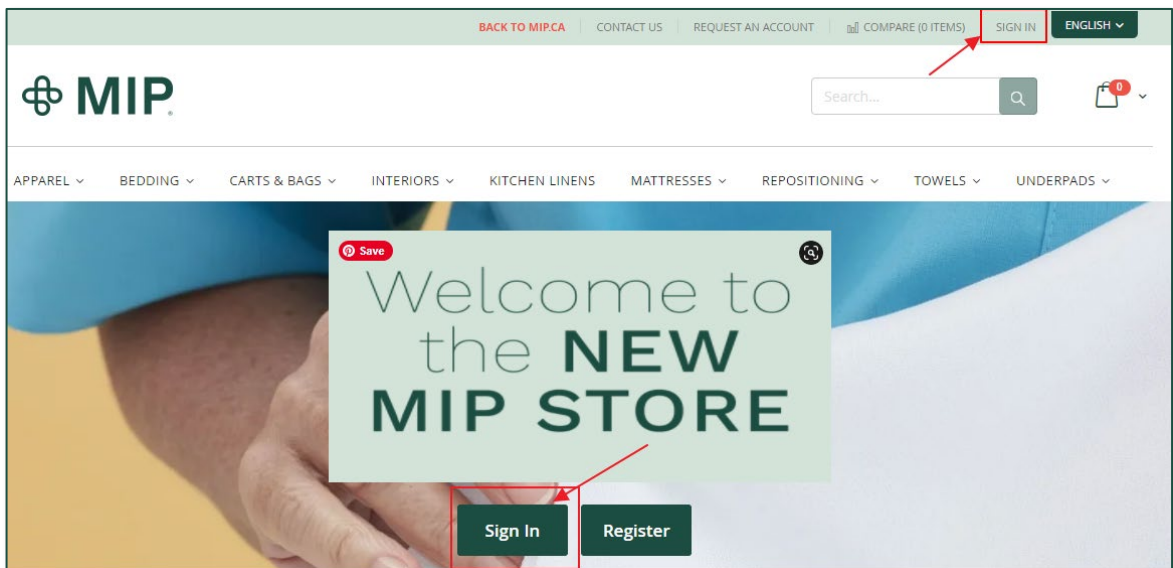 BACK TO MIP.CA CONTACT US REQUEST AN ACCOUNT COMPARE (0 ITEMS) SIGN IN ENGLISH
MIP
Search... 0
APPAREL BEDDING CARTS & BAGS INTERIORS KITCHEN LINENS MATTRESSES REPOSITIONING TOWELS UNDERPADS
Save
Welcome to
the NEW
MIP STORE
Sign In Register